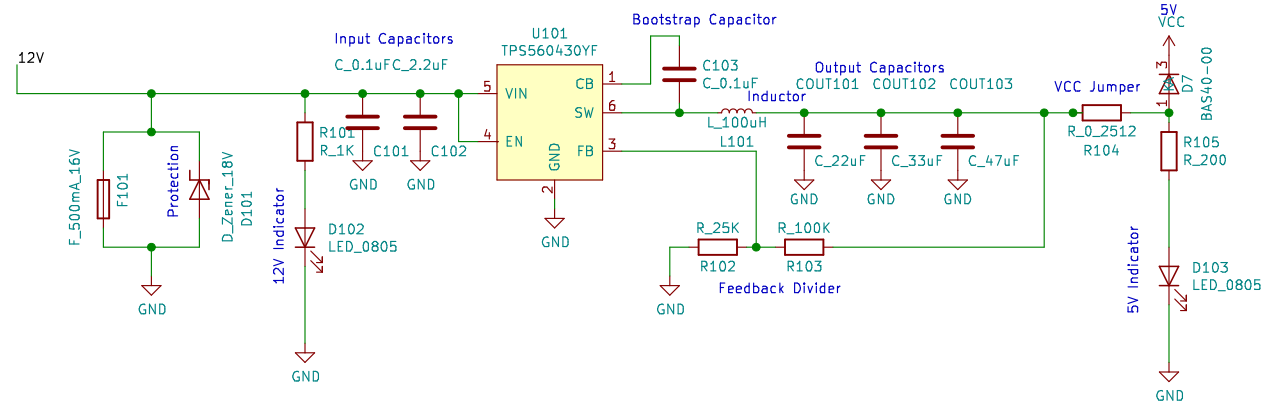 5V
VCC
Bootstrap Capacitor
U101
TPS560430YF
Input Capacitors
12V
C_0.1uF
C_2.2uF
C103
C_0.1uF
Output Capacitors
COUT101
COUT102
COUT103
VCC Jumper
3
D7
BAS40-00
1
5
VIN
CB
1
SW
6
Inductor
L_100uH
L101
R_0_2512
R104
R101
R_1K
C101
C102
4
EN
GND
FB
3
2
C_22uF
C_33uF
C_47uF
R105
R_200
GND
GND
GND
GND
GND
GND
F_500mA_16V
F101
Protection
D_Zener_18V
D101
12V Indicator
D102
LED_0805
R_25K
R102
R_100K
R103
Feedback Divider
GND
GND
5V Indicator
D103
LED_0805
GND
GND